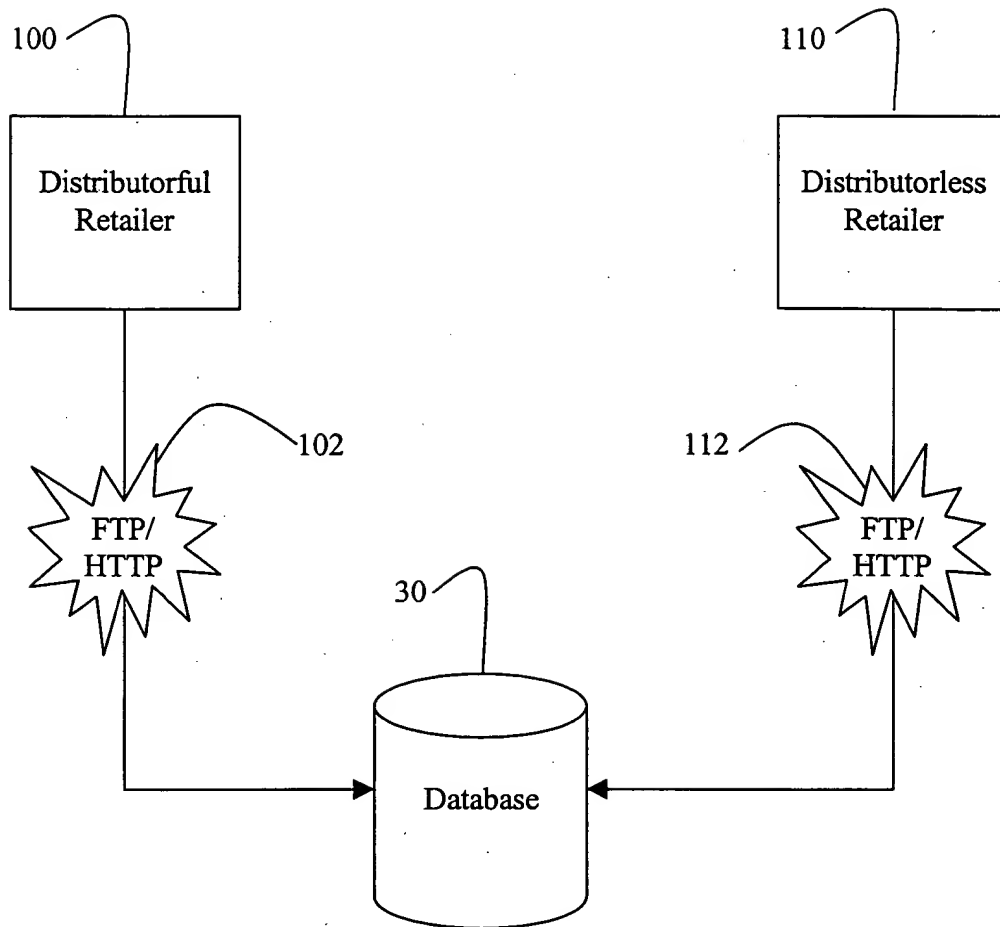 100
110
Distributorful
Retailer
Distributorless
Retailer
102
112
FTP/
HTTP
FTP/
HTTP
30
Database